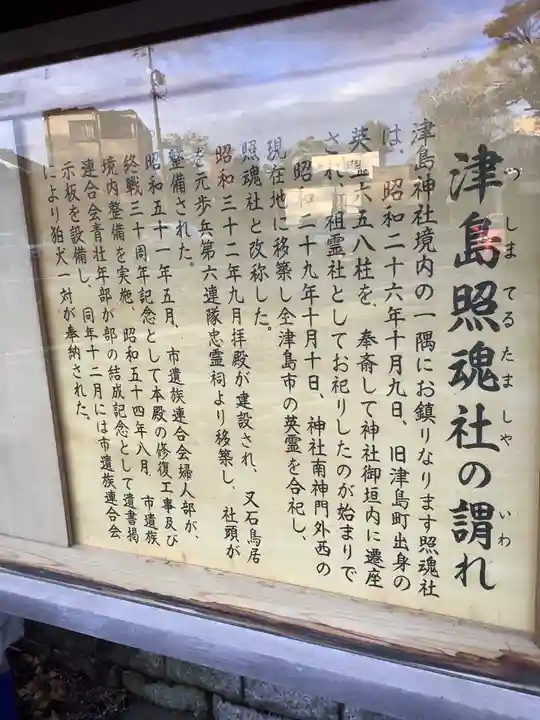 津島照魂社の謂れ
つしまてるたましや
いわ
津島神社境内の一隅にお鎮りなります照魂社
は、昭和二十六年十月九日、旧津島町出身の
英霊六五八柱を、奉斎して神社御垣内に遷座
され、祖霊社としてお祀りしたのが始まりで
昭和二十九年十月十日、神社南神門外西の
現在地に移築し全津島市の英霊を合祀し、
照魂社と改称した。
昭和三十二年九月拝殿が建設され、又石鳥居
を元歩兵第六連隊忠霊祠より移築し、社頭が
整備された。
昭和五十一年五月、市遺族連合会婦人部が、
終戦三十周年記念として本殿の修復工事及び
境内整備を実施、昭和五十四年八月、市遺族
連合会青壮年部が部の結成記念として遺書掲
示板を設備し、同年十二月には市遺族連合会
により狛犬一対が奉納された。